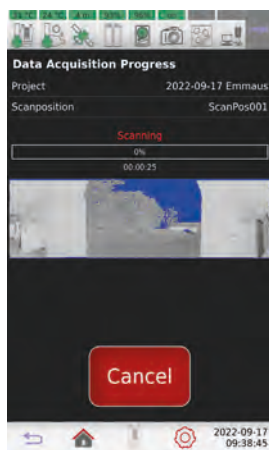 Data Acquisition Progress
Project 2022-09-17 Emmaus
Scanposition ScanPos001
Scanning
0%
00:00:25
Cancel
2022-09-17
09:38:45